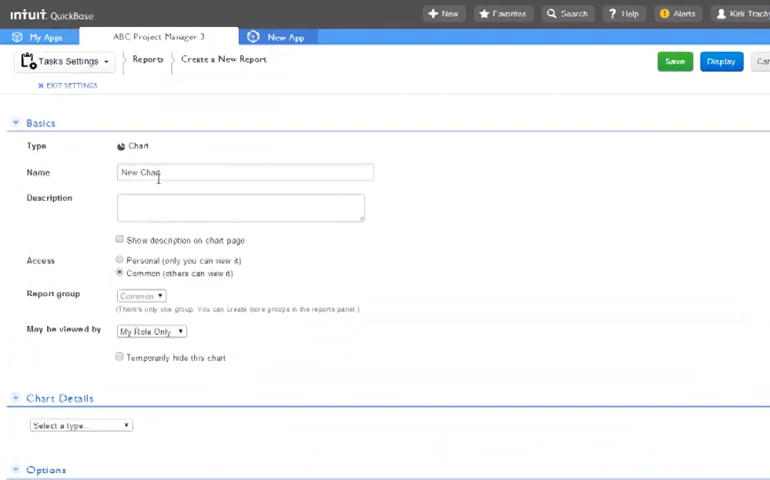 intuit QuickBase New Favorites Search Help Alerts Kirk Trachy
My Apps ABC Project Manager 3 New App
Tasks Settings Reports Create a New Report Save Display
EXIT SETTINGS
Basics
Type Chart
Name New Chart
Description
Show description on chart page
Access Personal (only you can view it)
Common (others can view it)
Report group Common
(There's only one group. You can create more groups in the reports panel.)
May be viewed by My Role Only
Temporarily hide this chart
Chart Details
Select a type...
Options